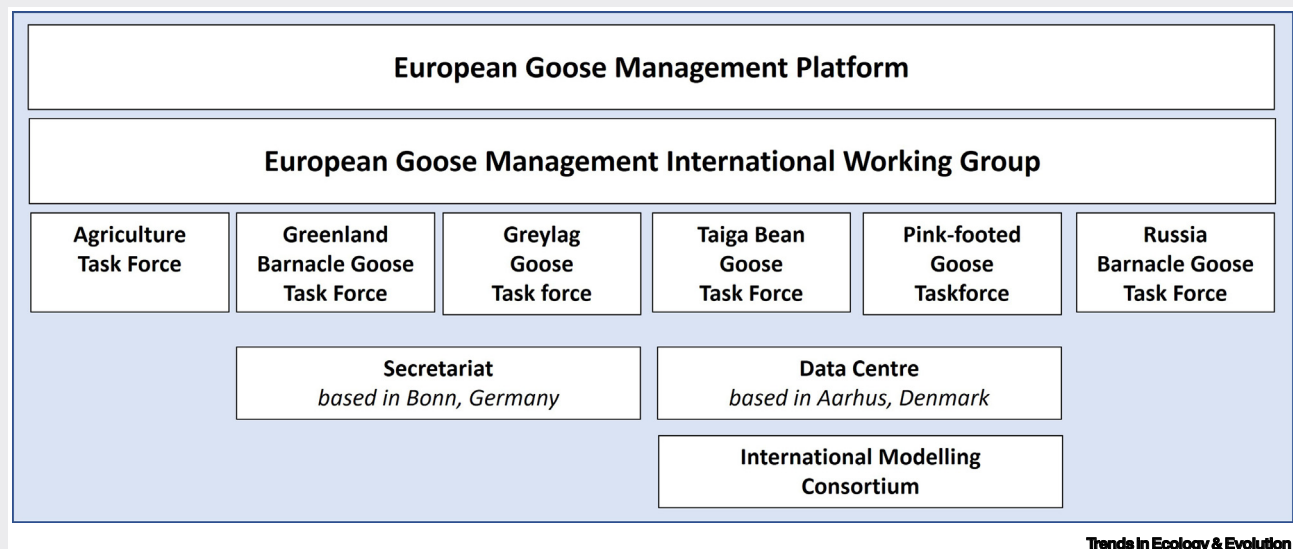 European Goose Management Platform
European Goose Management International Working Group
Agriculture
Task Force
Greenland
Barnacle Goose
Task Force
Greylag
Goose
Task force
Taiga Bean
Goose
Task Force
Pink-footed
Goose
Taskforce
Russia
Barnacle Goose
Task Force
Secretariat
based in Bonn, Germany
Data Centre
based in Aarhus, Denmark
International Modelling
Consortium
Trends in Ecology & Evolution